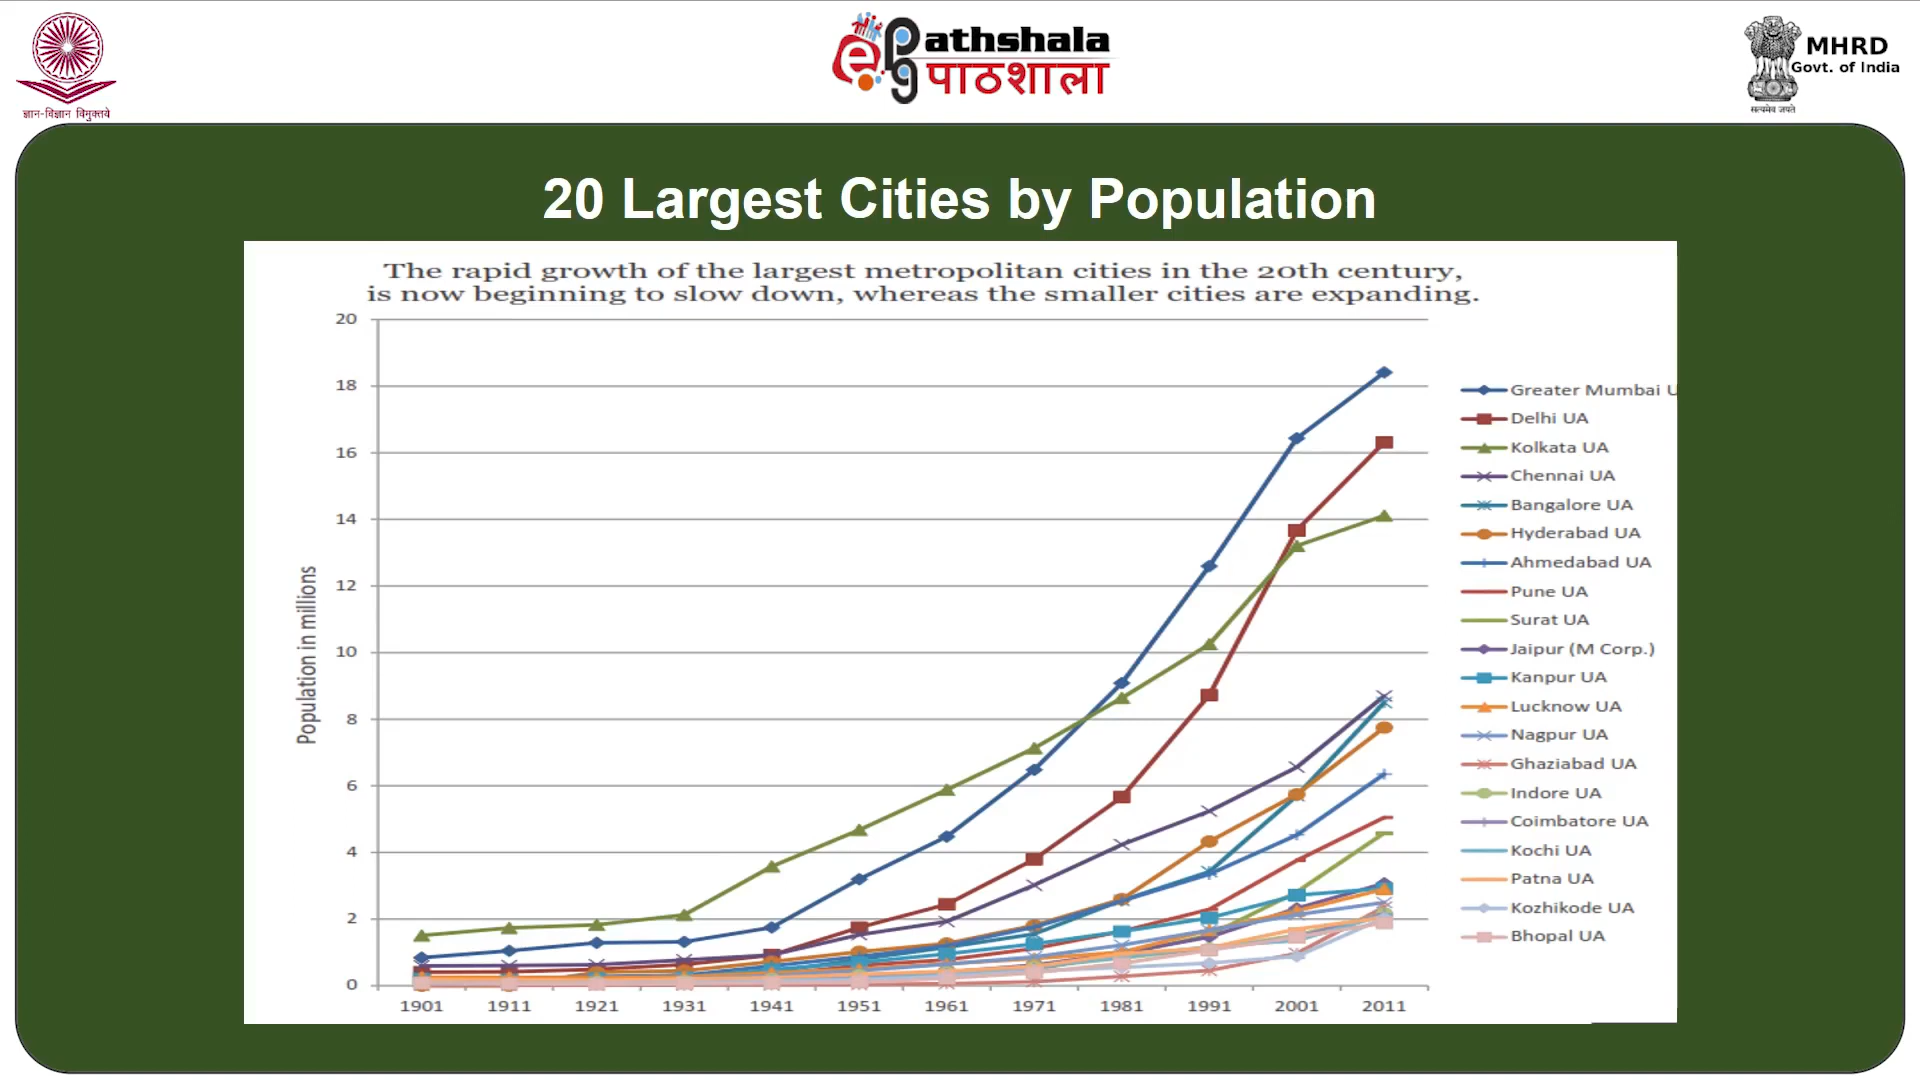 ज्ञान-विज्ञान विमुक्तये
ePathshala
पाठशाला
MHRD
Govt. of India
सत्यमेव जयते
20 Largest Cities by Population
The rapid growth of the largest metropolitan cities in the 20th century,
is now beginning to slow down, whereas the smaller cities are expanding.
Population in millions
20
18
16
14
12
10
8
6
4
2
0
1901 1911 1921 1931 1941 1951 1961 1971 1981 1991 2001 2011
Greater Mumbai U
Delhi UA
Kolkata UA
Chennai UA
Bangalore UA
Hyderabad UA
Ahmedabad UA
Pune UA
Surat UA
Jaipur (M Corp.)
Kanpur UA
Lucknow UA
Nagpur UA
Ghaziabad UA
Indore UA
Coimbatore UA
Kochi UA
Patna UA
Kozhikode UA
Bhopal UA